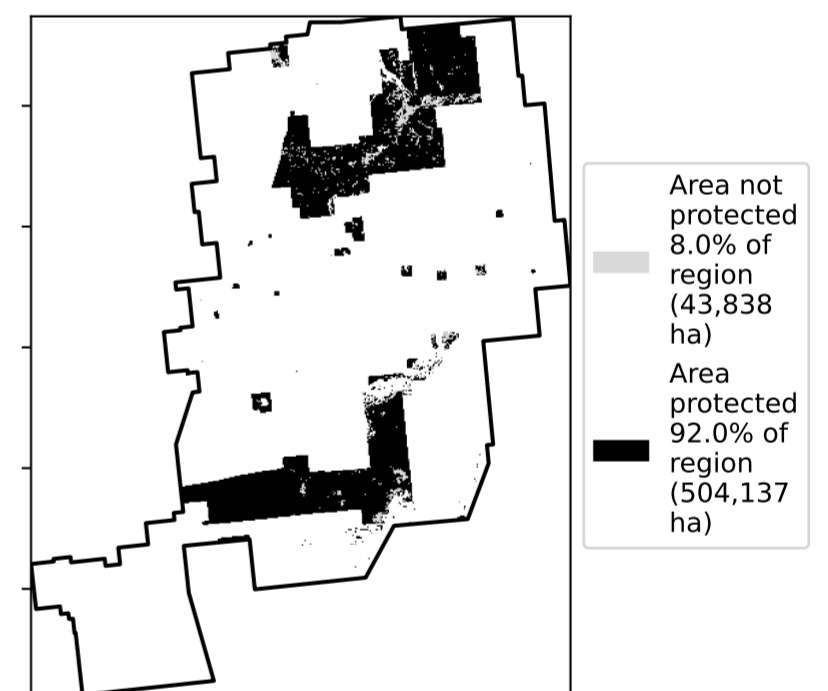 Area not
protected
8.0% of
region
(43,838
ha)
Area
protected
92.0% of
region
(504,137
ha)